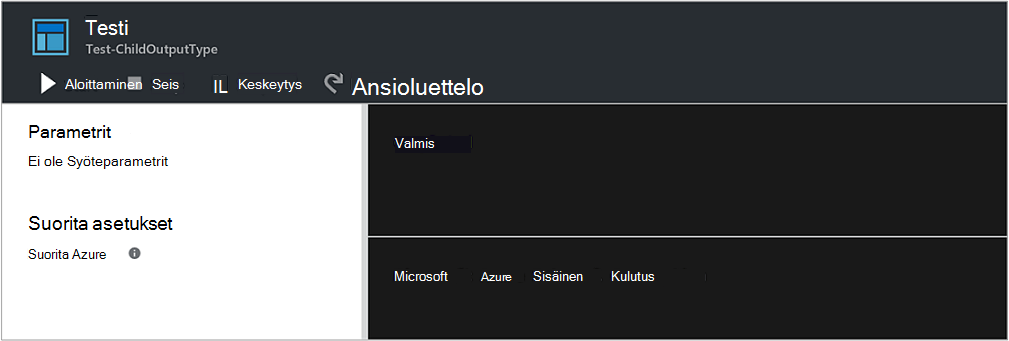 Testi
Test-ChildOutputType
Aloittaminen Seis IL Keskeytys Ansioluettelo
Parametrit
Ei ole Syöteparametrit
Suorita asetukset
Suorita Azure
Valmis
Microsoft Azure Sisäinen Kulutus